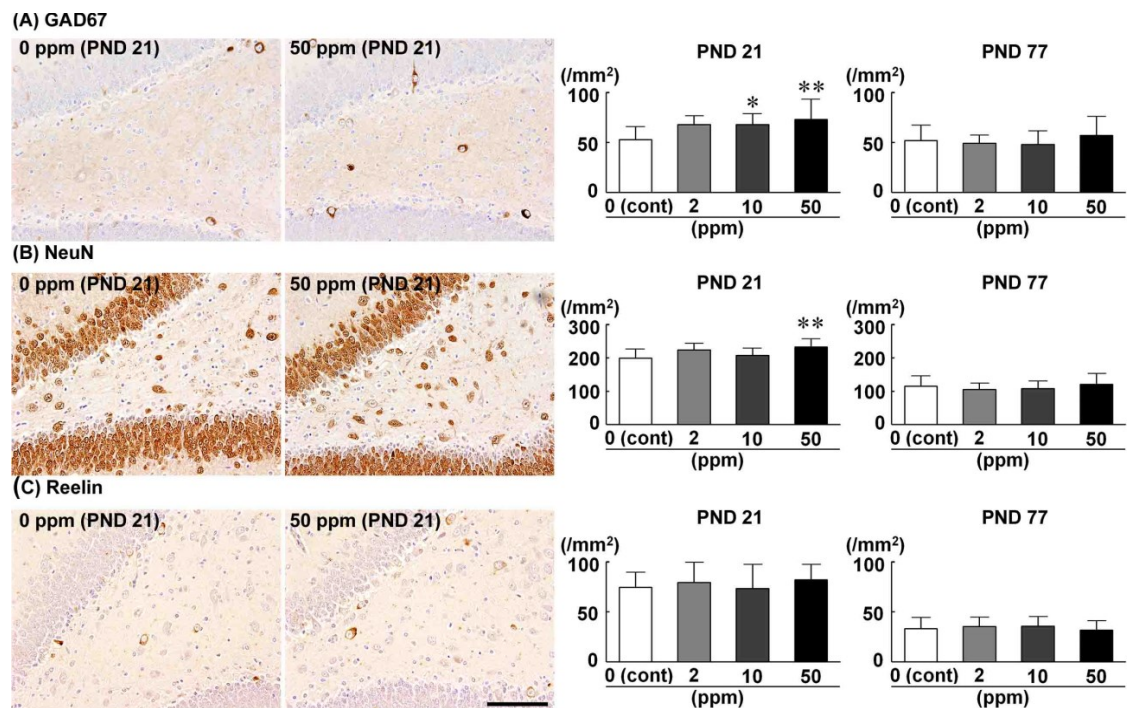 (A) GAD67
0 ppm (PND 21)
50 ppm (PND 21)
PND 21
(/mm²)
100
50
0
* **
0 (cont) 2 10 50
(ppm)
PND 77
(/mm²)
100
50
0
0 (cont) 2 10 50
(ppm)
(B) NeuN
0 ppm (PND 21)
50 ppm (PND 21)
PND 21
(/mm²)
300
200
100
0
**
0 (cont) 2 10 50
(ppm)
PND 77
(/mm²)
300
200
100
0
0 (cont) 2 10 50
(ppm)
(C) Reelin
0 ppm (PND 21)
50 ppm (PND 21)
PND 21
(/mm²)
100
50
0
0 (cont) 2 10 50
(ppm)
PND 77
(/mm²)
100
50
0
0 (cont) 2 10 50
(ppm)